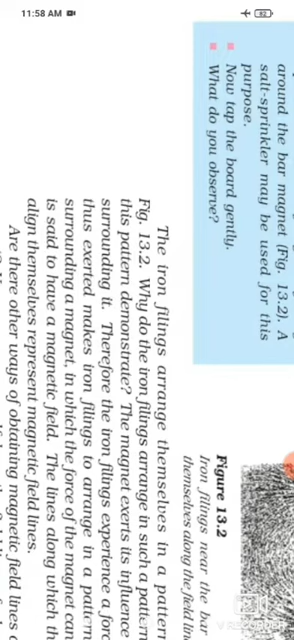 11:58 AM
82
around the bar magnet (Fig. 13.2). A
salt-sprinkler may be used for this
purpose.
Now tap the board gently.
What do you observe?
Figure 13.2
Iron filings near the bar
themselves along the field lin
The iron filings arrange themselves in a pattern
Fig. 13.2. Why do the iron filings arrange in such a pattern
this pattern demonstrate? The magnet exerts its influence
surrounding it. Therefore the iron filings experience a forc
thus exerted makes iron filings to arrange in a pattern
surrounding a magnet, in which the force of the magnet can
is said to have a magnetic field. The lines along which th
align themselves represent magnetic field lines.
Are there other ways of obtaining magnetic field lines a
V RECORDER